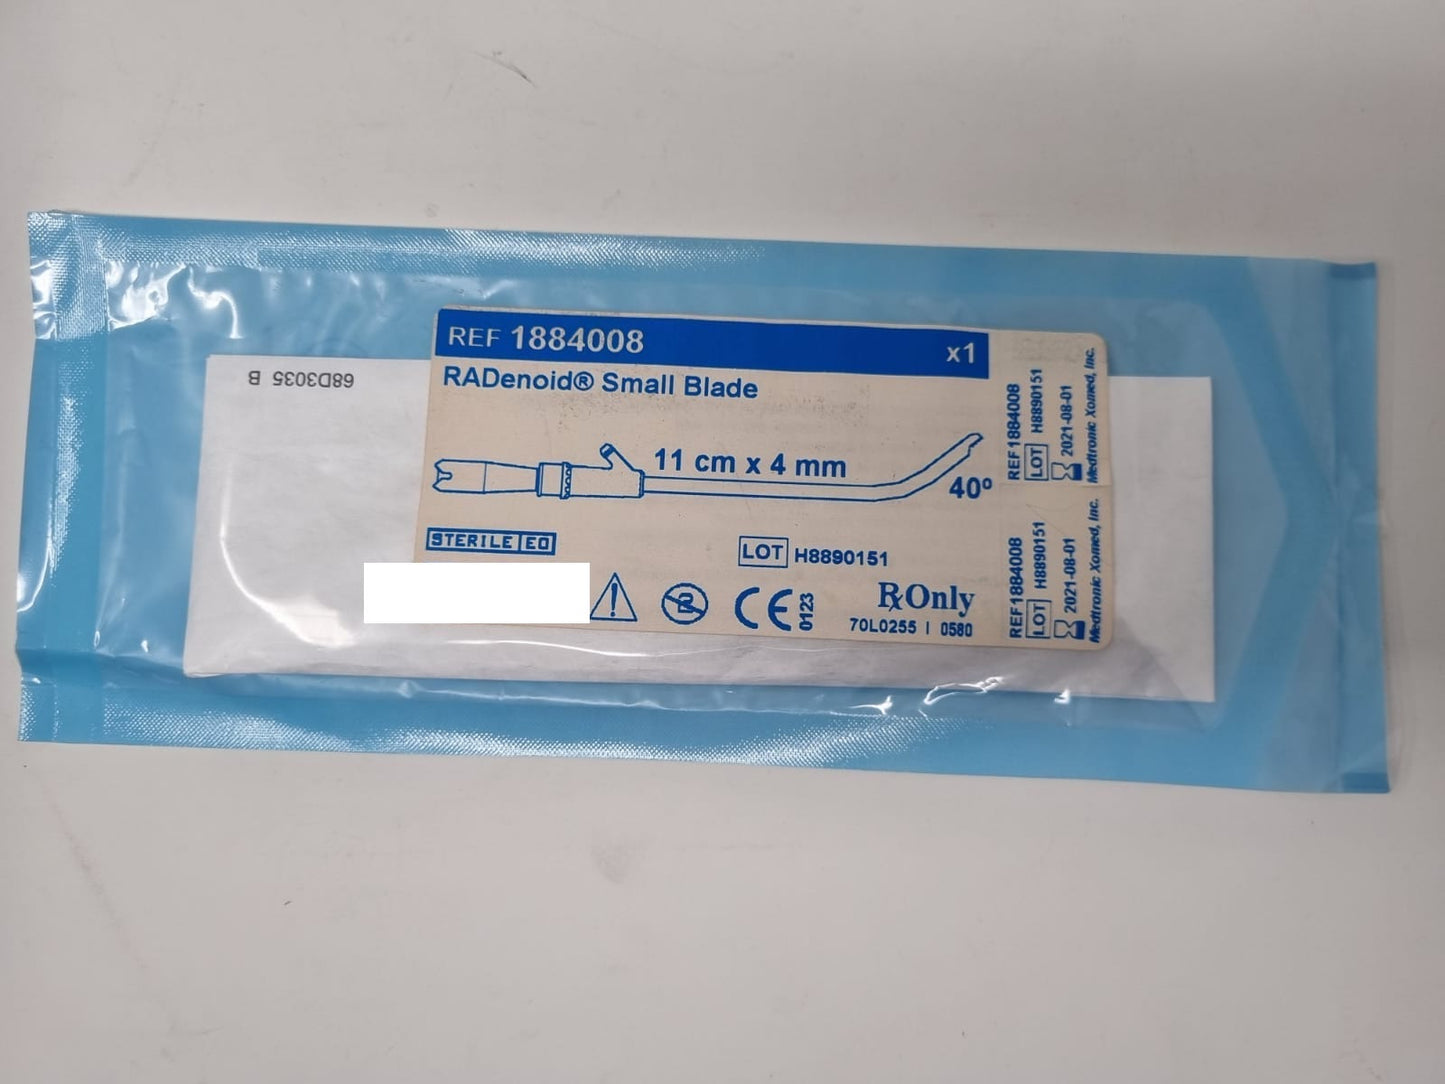 68D3035 B
REF 1884008 x1
RADenoid® Small Blade
11 cm x 4 mm
40º
STERILE EO
LOT H8890151
CE 0123
Rx Only
70L0255 | 0580
REF 1884008
LOT H8890151
2021-08-01
Medtronic Xomed, Inc.
REF 1884008
LOT H8890151
2021-08-01
Medtronic Xomed, Inc.